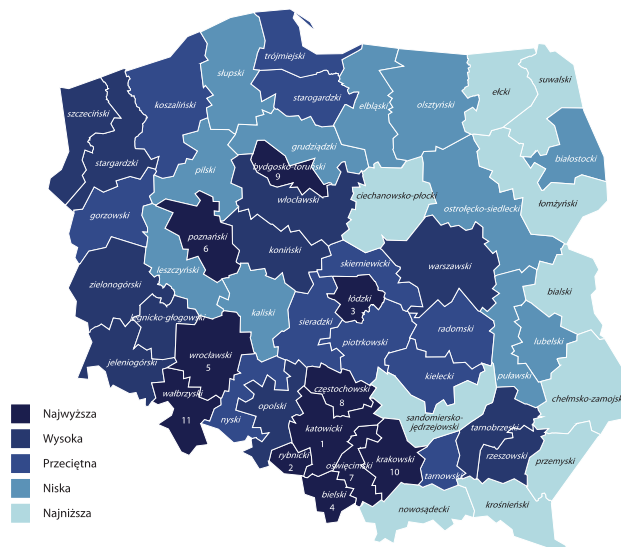 trójmiejski
słupski
suwalski
ełcki
koszaliński
starogardzki
elbląski
olsztyński
szczeciński
grudziądzki
białostocki
stargardzki
pilski
bydgosko-toruński
9
ciechanowsko-płocki
włocławski
łomżyński
ostrołęcko-siedlecki
gorzowski
poznański
6
koniński
skierniewicki
warszawski
leszczyński
zielonogórski
bialski
łódzki
3
kaliski
legnicko-głogowski
sieradzki
radomski
piotrkowski
lubelski
wrocławski
5
jeleniogórski
kielecki
puławski
wałbrzyski
11
częstochowski
8
opolski
chełmsko-zamojsk
nyski
sandomiersko-
jędrzejowski
katowicki
1
tarnobrzeski
rybnicki
2
oświęcimski
7
krakowski
10
rzeszowski
przemyski
tarnowski
bielski
4
nowosądecki
krośnieński
Najwyższa
Wysoka
Przeciętna
Niska
Najniższa